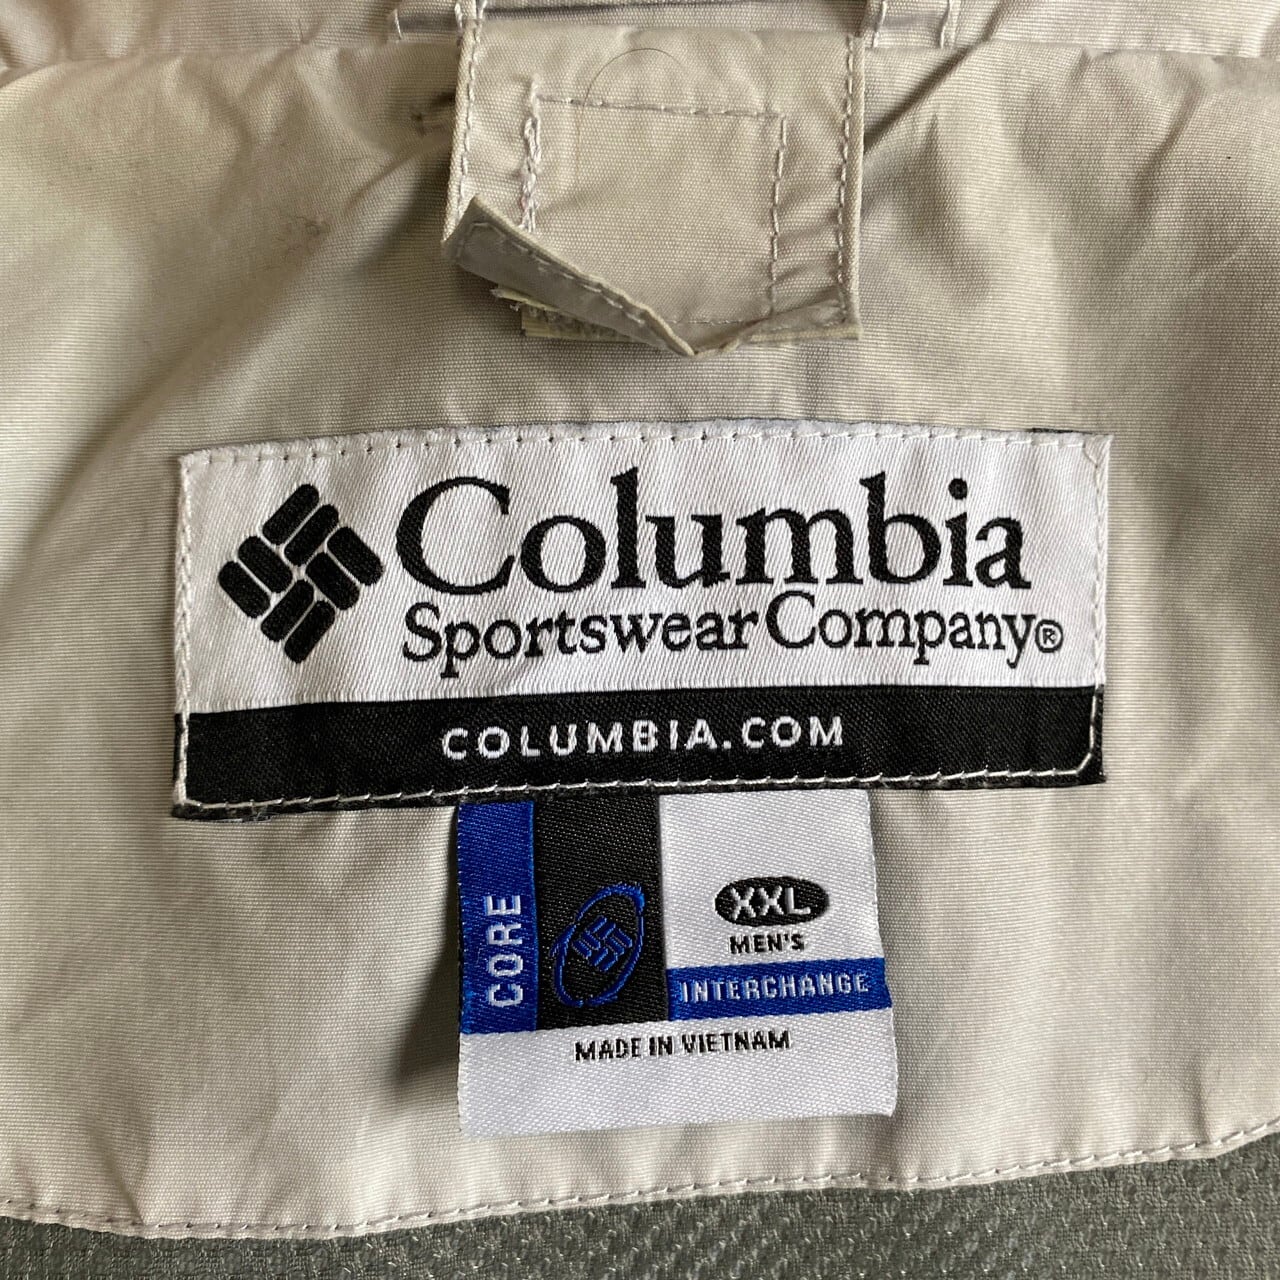 Columbia
Sportswear Company®
COLUMBIA.COM
CORE
XXL
MEN'S
INTERCHANGE
MADE IN VIETNAM